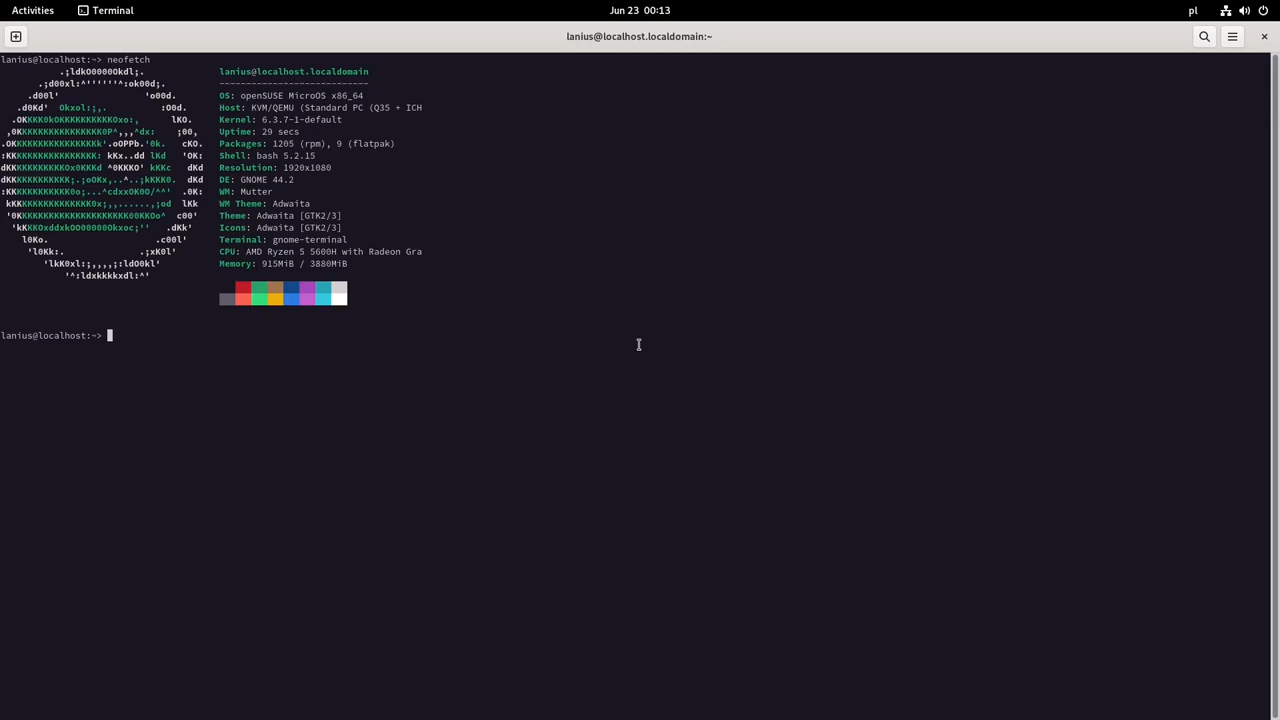 Activities Terminal Jun 23 00:13 pl
lanius@localhost.localdomain:~
lanius@localhost:~> neofetch
lanius@localhost.localdomain
----------------------------
OS: openSUSE MicroOS x86_64
Host: KVM/QEMU (Standard PC (Q35 + ICH
Kernel: 6.3.7-1-default
Uptime: 29 secs
Packages: 1205 (rpm), 9 (flatpak)
Shell: bash 5.2.15
Resolution: 1920x1080
DE: GNOME 44.2
WM: Mutter
WM Theme: Adwaita
Theme: Adwaita [GTK2/3]
Icons: Adwaita [GTK2/3]
Terminal: gnome-terminal
CPU: AMD Ryzen 5 5600H with Radeon Gra
Memory: 915MiB / 3880MiB
lanius@localhost:~>